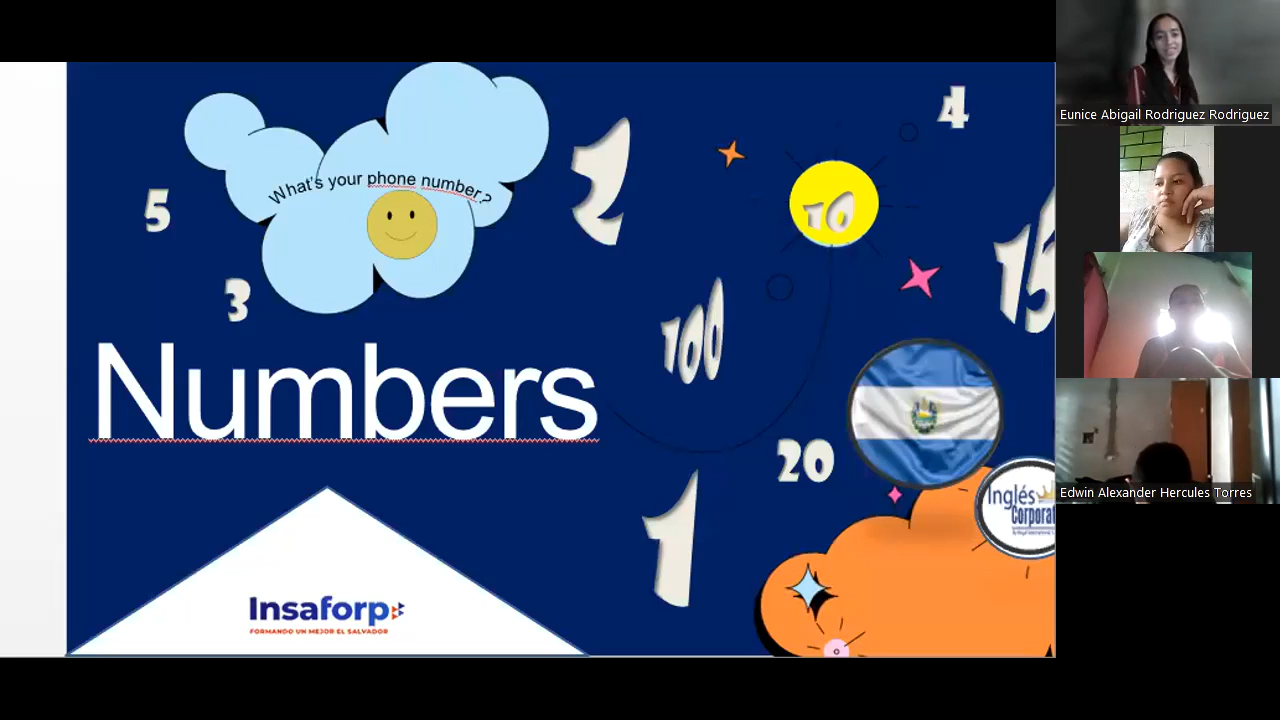 What's your phone number?
5
3
2
4
10
15
100
20
1
Numbers
Inglés
Insaforp
FORMANDO UN MEJOR EL SALVADOR
Eunice Abigail Rodriguez Rodriguez
Edwin Alexander Hercules Torres